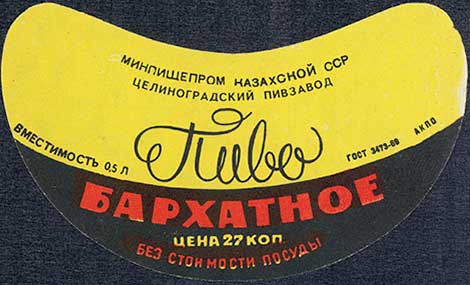 МИНПИЩЕПРОМ КАЗАХСКОЙ ССР
ЦЕЛИНОГРАДСКИЙ ПИВЗАВОД
Пиво
ВМЕСТИМОСТЬ 0,5 Л
ГОСТ 3473-69 АКПО
БАРХАТНОЕ
ЦЕНА 27 КОП.
БЕЗ СТОИМОСТИ ПОСУДЫ